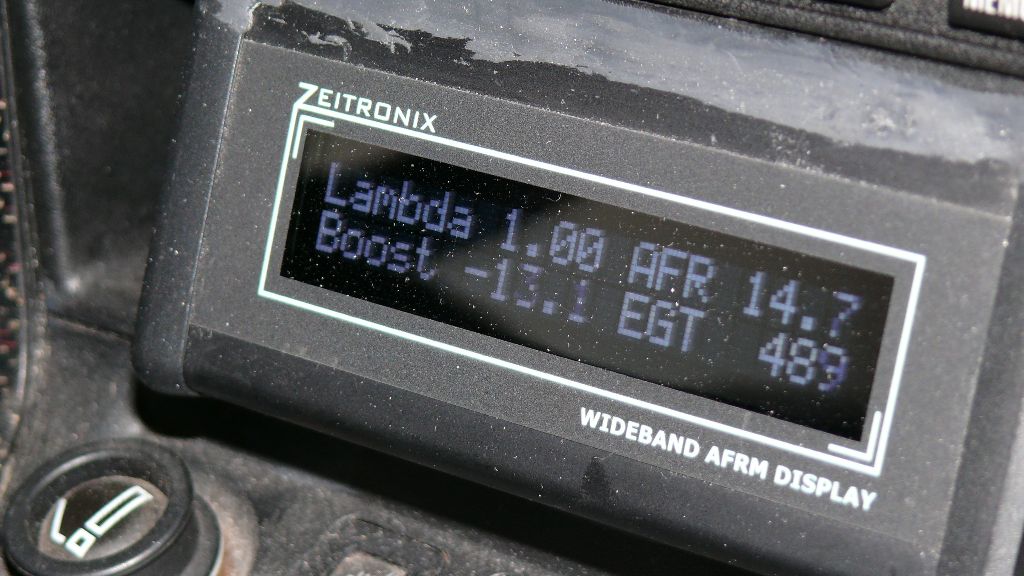 ZEITRONIX
Lambda 1.00 AFR 14.7
Boost -13.1 EGT 489
WIDEBAND AFRM DISPLAY